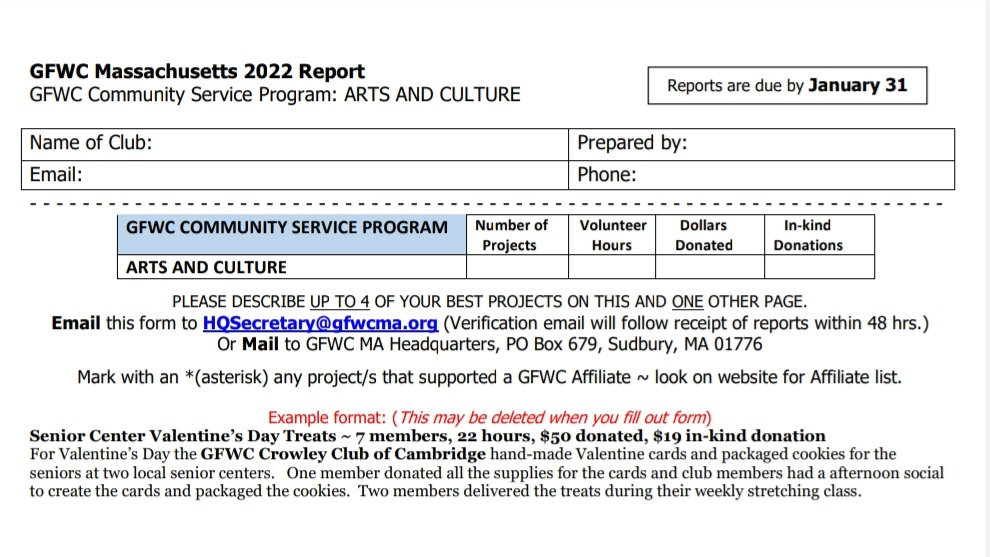 GFWC Massachusetts 2022 Report
GFWC Community Service Program: ARTS AND CULTURE
Reports are due by January 31
Name of Club:
Prepared by:
Email:
Phone:
GFWC COMMUNITY SERVICE PROGRAM
Number of
Projects
Volunteer
Hours
Dollars
Donated
In-kind
Donations
ARTS AND CULTURE
PLEASE DESCRIBE UP TO 4 OF YOUR BEST PROJECTS ON THIS AND ONE OTHER PAGE.
Email this form to HQSecretary@gfwcma.org (Verification email will follow receipt of reports within 48 hrs.)
Or Mail to GFWC MA Headquarters, PO Box 679, Sudbury, MA 01776
Mark with an *(asterisk) any project/s that supported a GFWC Affiliate ~ look on website for Affiliate list.
Example format: (This may be deleted when you fill out form)
Senior Center Valentine's Day Treats ~ 7 members, 22 hours, $50 donated, $19 in-kind donation
For Valentine's Day the GFWC Crowley Club of Cambridge hand-made Valentine cards and packaged cookies for the
seniors at two local senior centers. One member donated all the supplies for the cards and club members had a afternoon social
to create the cards and packaged the cookies. Two members delivered the treats during their weekly stretching class.